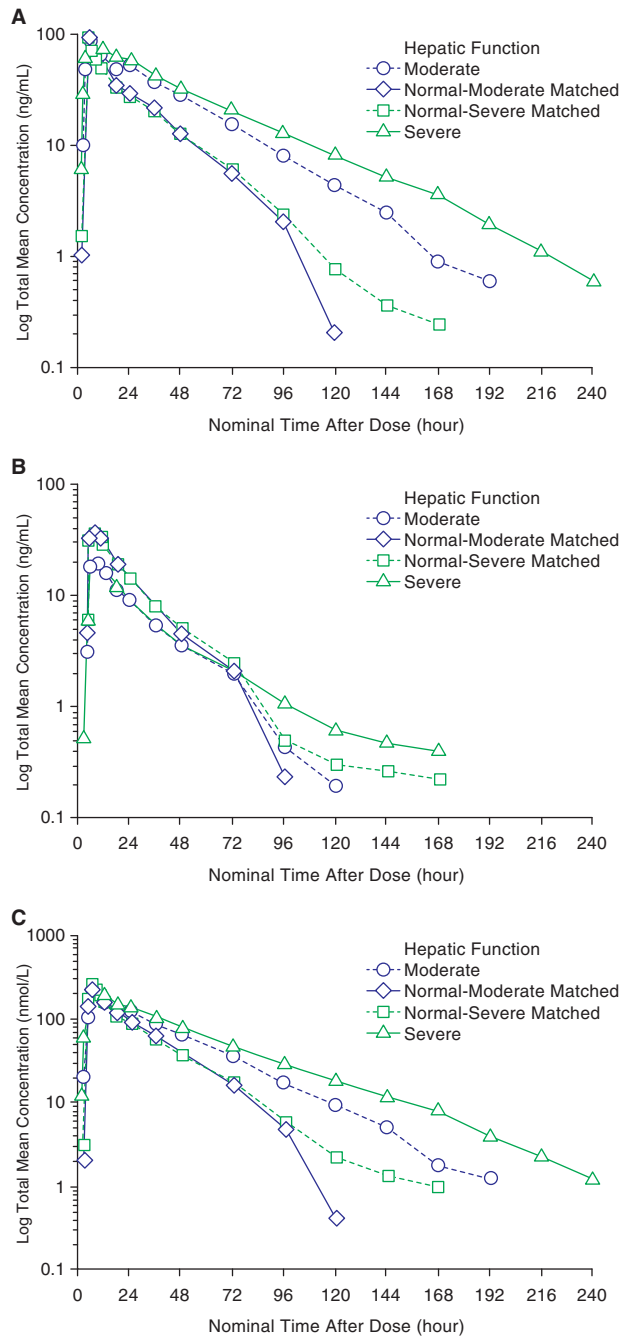 A
Log Total Mean Concentration (ng/mL)
100
10
1
0.1
Hepatic Function
Moderate
Normal-Moderate Matched
Normal-Severe Matched
Severe
0 24 48 72 96 120 144 168 192 216 240
Nominal Time After Dose (hour)
B
Log Total Mean Concentration (ng/mL)
100
10
1
0.1
Hepatic Function
Moderate
Normal-Moderate Matched
Normal-Severe Matched
Severe
0 24 48 72 96 120 144 168 192 216 240
Nominal Time After Dose (hour)
C
Log Total Mean Concentration (nmol/L)
1000
100
10
1
0.1
Hepatic Function
Moderate
Normal-Moderate Matched
Normal-Severe Matched
Severe
0 24 48 72 96 120 144 168 192 216 240
Nominal Time After Dose (hour)